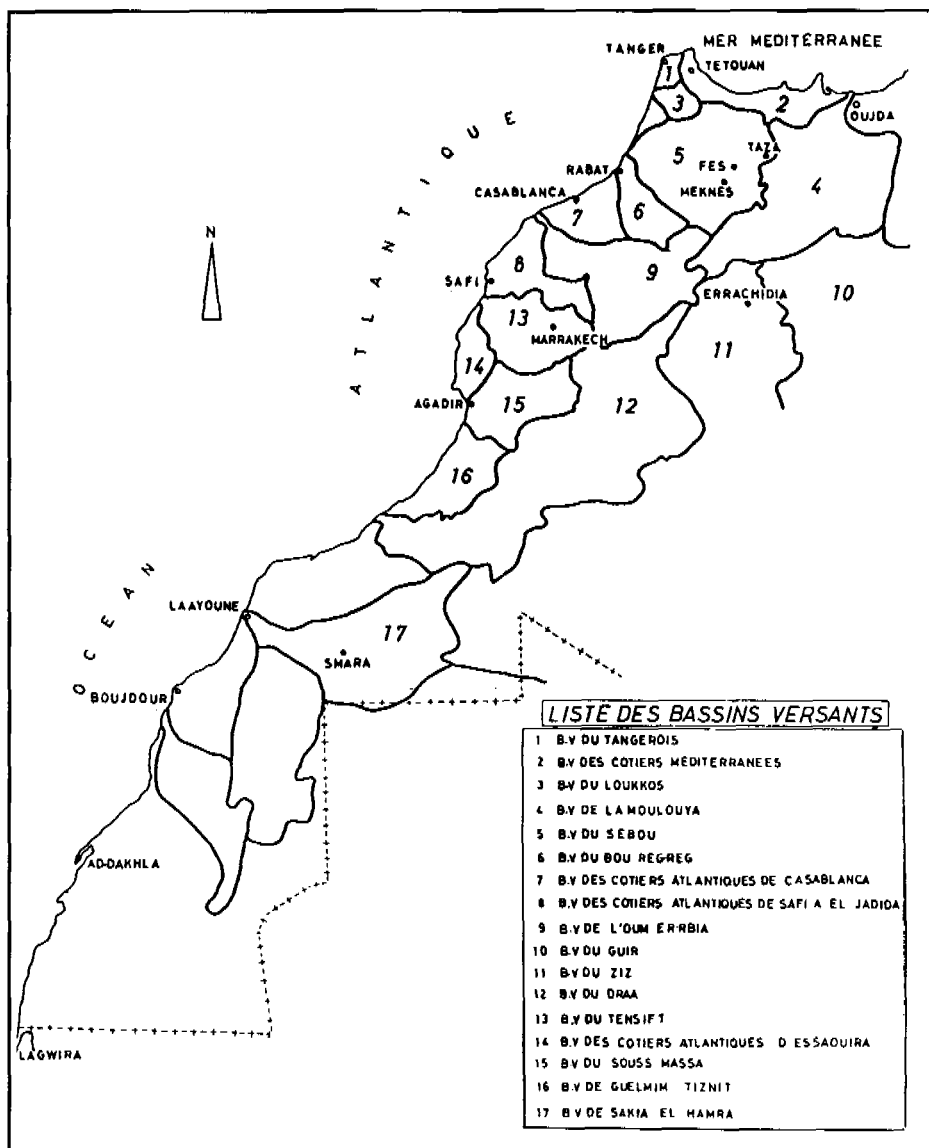 MER MEDITERRANÉE
TANGER
TETOUAN
1
2
3
OUJDA
TAZA
5
FES
MEKNÈS
4
RABAT
CASABLANCA
7
6
ATLANTIQUE
N
8
9
SAFI
ERRACHIDIA
10
13
MARRAKECH
11
14
AGADIR
15
12
16
OCEAN
LAAYOUNE
17
SMARA
BOUJDOUR
AD-DAKHLA
LAGWIRA
LISTE DES BASSINS VERSANTS
1 B.V DU TANGEROIS
2 B.V DES COTIERS MÉDITERRANEES
3 B.V DU LOUKKOS
4 B.V DE LA MOULOUYA
5 B.V DU SÉBOU
6 B.V DU BOU REGREG
7 B.V DES COTIERS ATLANTIQUES DE CASABLANCA
8 B.V DES COTIERS ATLANTIQUES DE SAFI A EL JADIDA
9 B.V DE L'OUM ER-RBIA
10 B.V DU GUIR
11 B.V DU ZIZ
12 B.V DU DRAA
13 B.V DU TENSIFT
14 B.V DES COTIERS ATLANTIQUES D ESSAOUIRA
15 B.V DU SOUSS MASSA
16 B.V DE GUELMIM TIZNIT
17 B.V DE SAKIA EL HAMRA